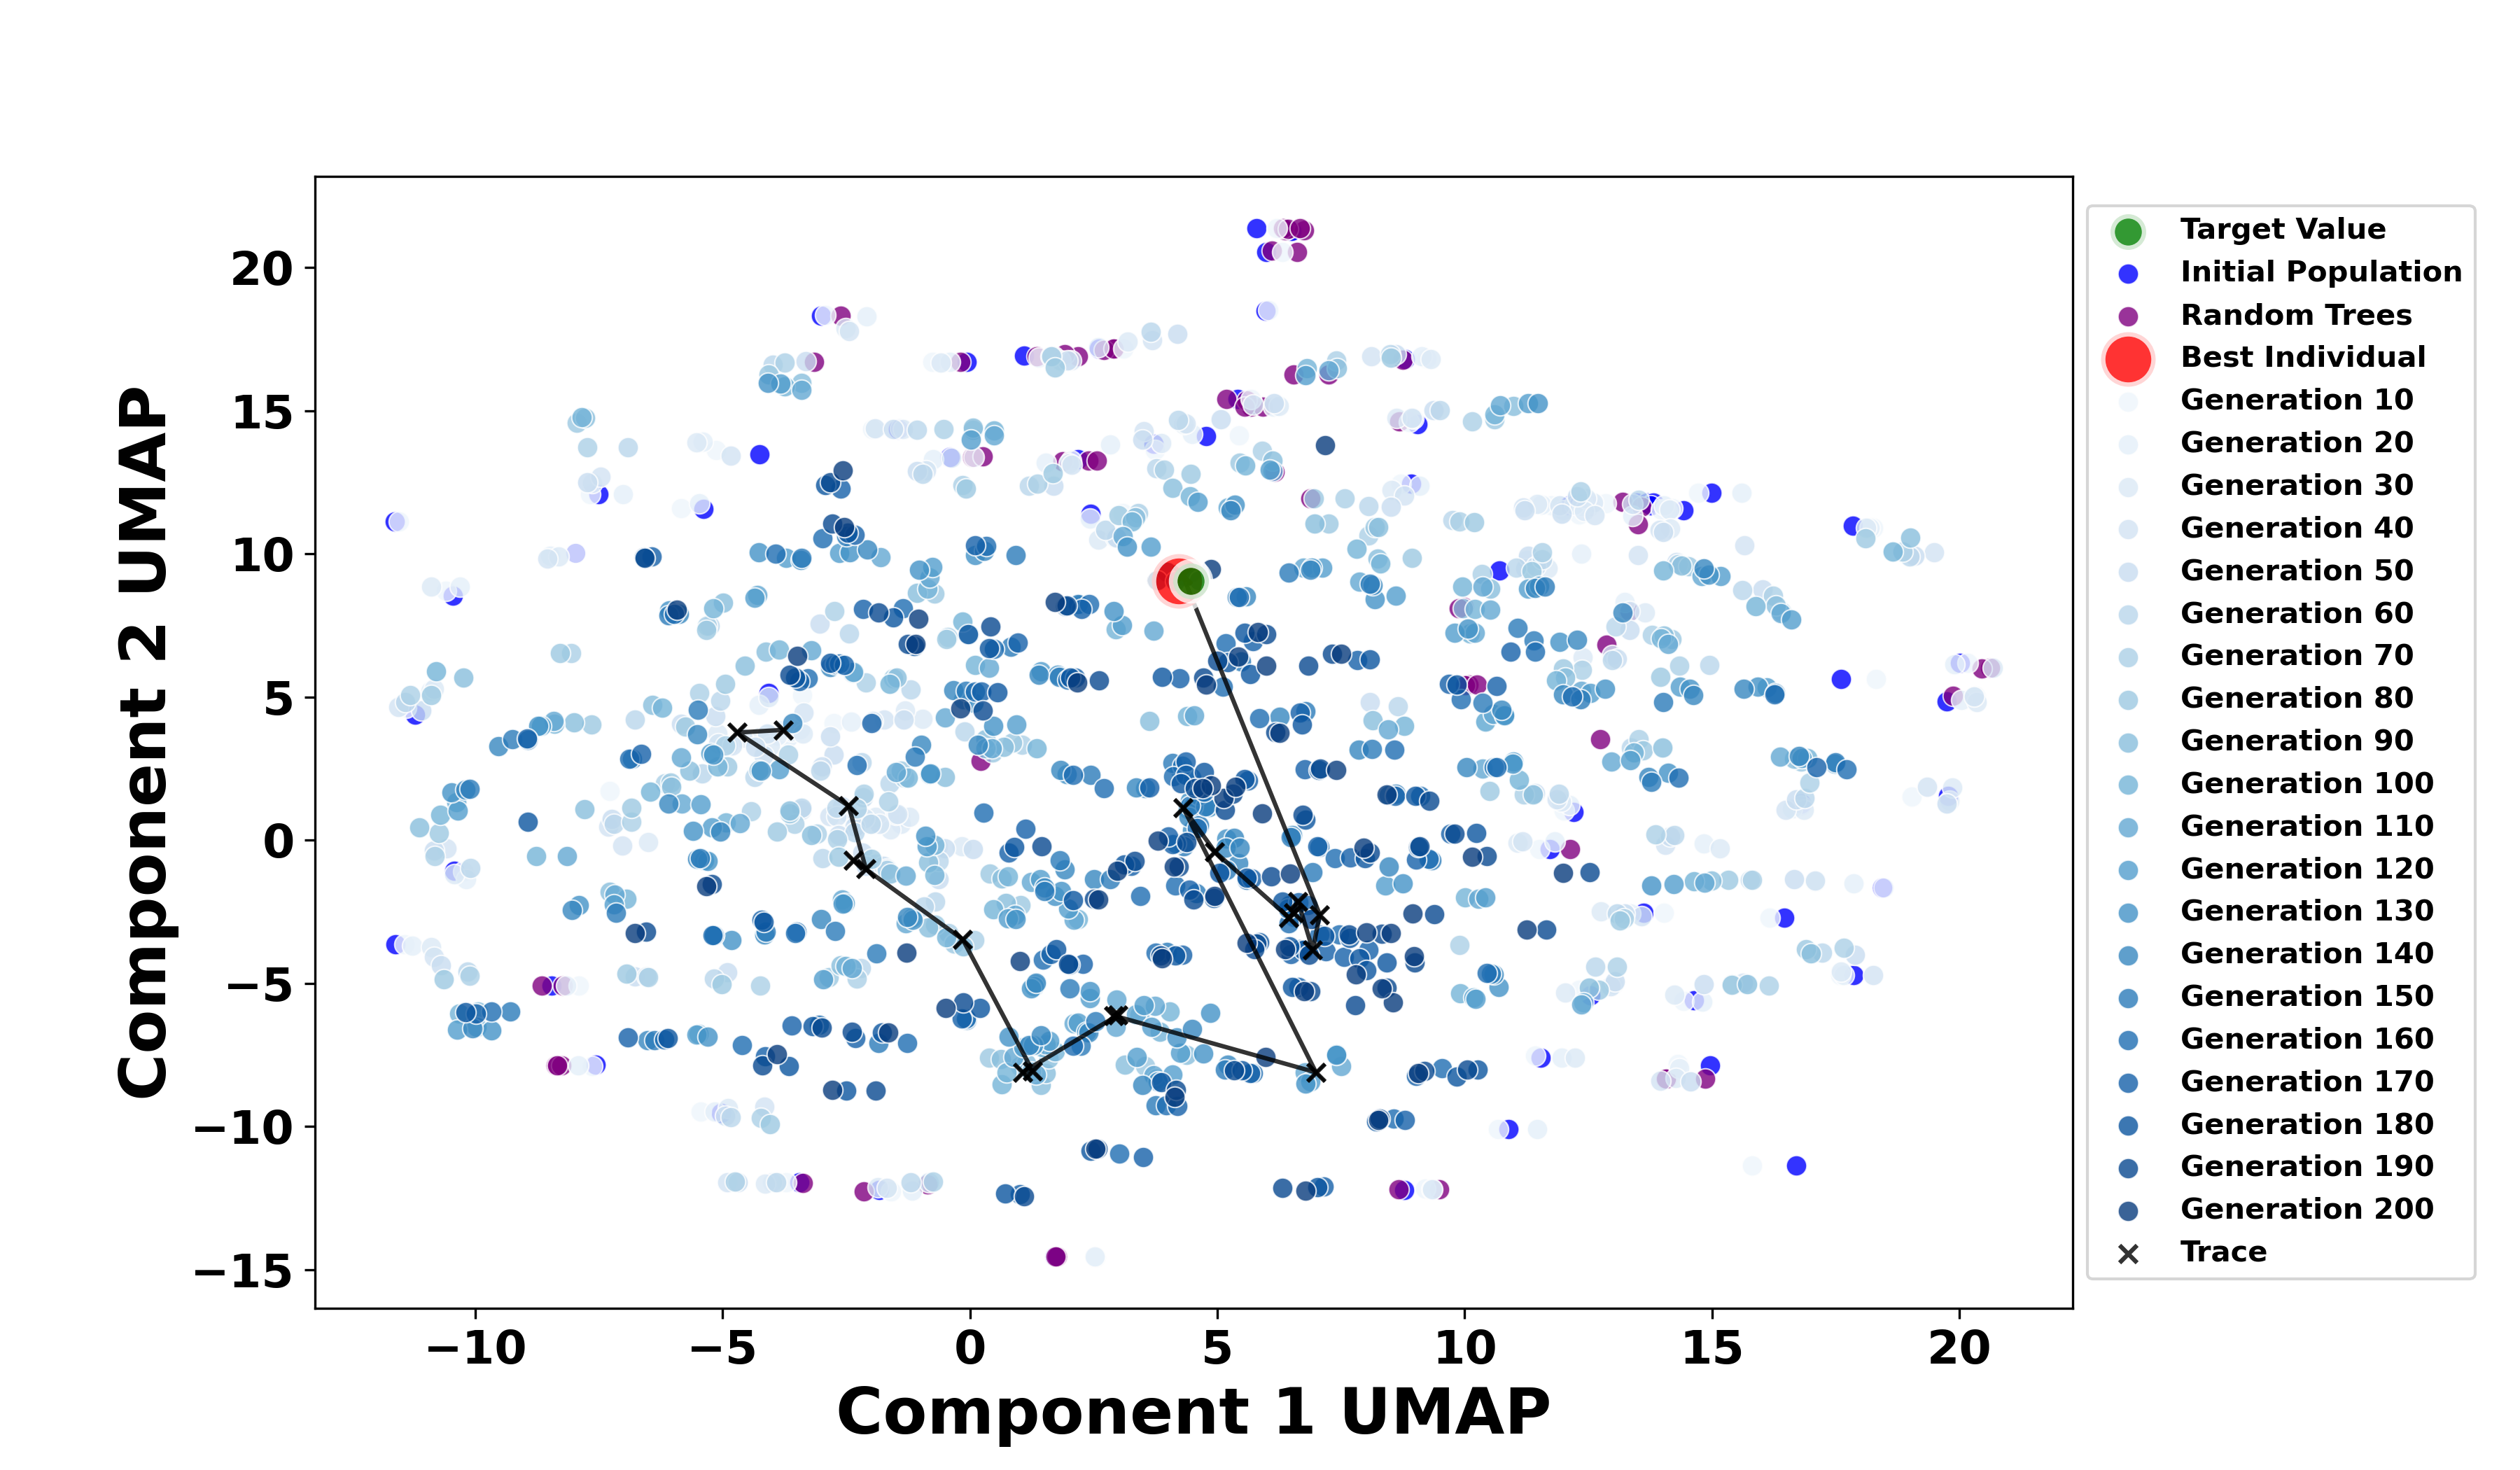 Component 2 UMAP
20
15
10
5
0
−5
−10
−15
−10
−5
0
5
10
15
20
Component 1 UMAP
Target Value
Initial Population
Random Trees
Best Individual
Generation 10
Generation 20
Generation 30
Generation 40
Generation 50
Generation 60
Generation 70
Generation 80
Generation 90
Generation 100
Generation 110
Generation 120
Generation 130
Generation 140
Generation 150
Generation 160
Generation 170
Generation 180
Generation 190
Generation 200
Trace